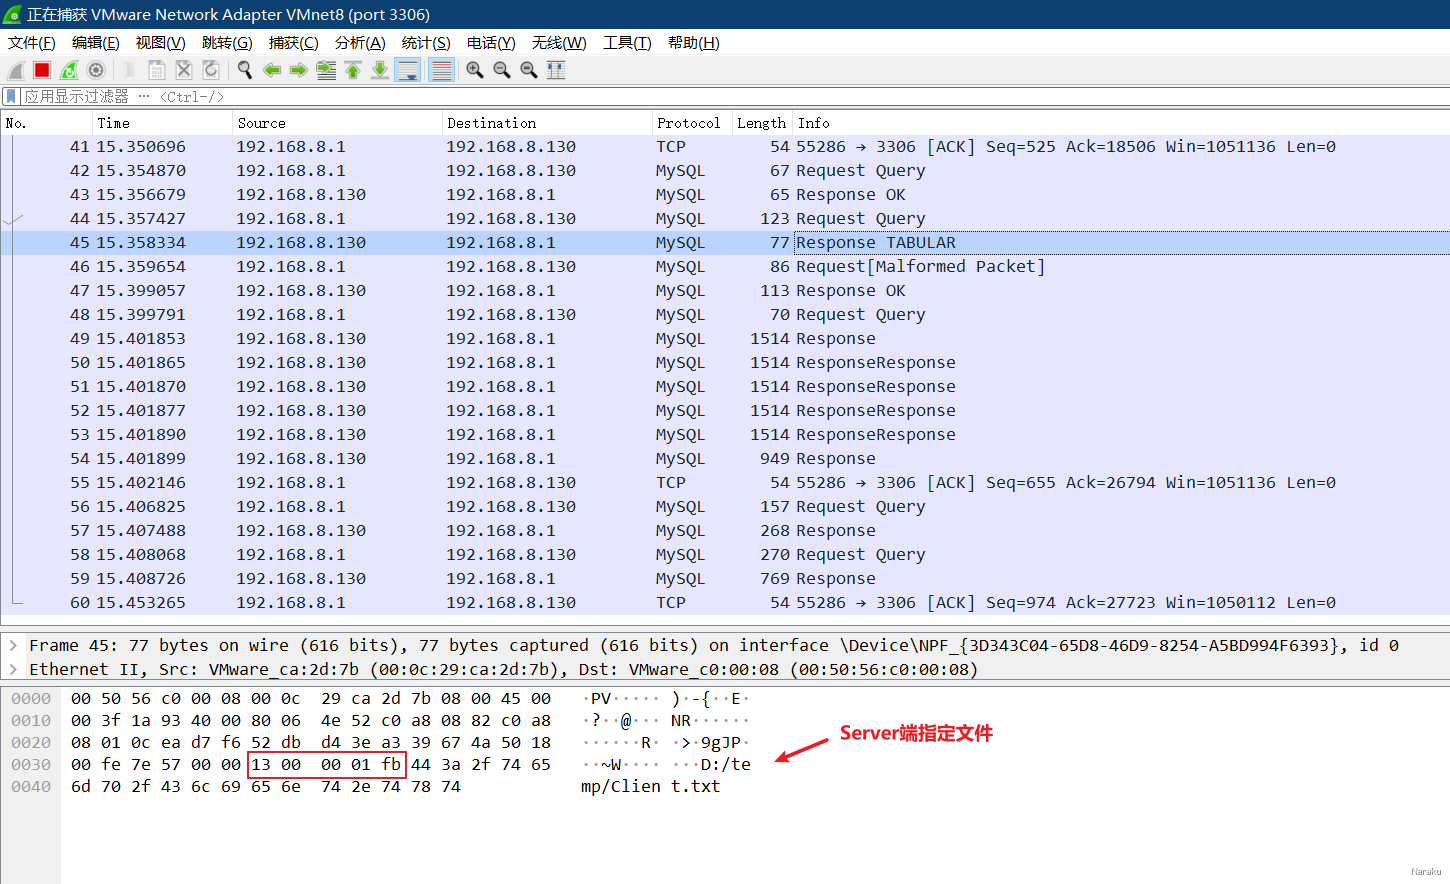 正在捕获 VMware Network Adapter VMnet8 (port 3306)
文件(F) 编辑(E) 视图(V) 跳转(G) 捕获(C) 分析(A) 统计(S) 电话(Y) 无线(W) 工具(T) 帮助(H)
应用显示过滤器 … <Ctrl-/>
No. Time Source Destination Protocol Length Info
41 15.350696 192.168.8.1 192.168.8.130 TCP 54 55286 → 3306 [ACK] Seq=525 Ack=18506 Win=1051136 Len=0
42 15.354870 192.168.8.1 192.168.8.130 MySQL 67 Request Query
43 15.356679 192.168.8.130 192.168.8.1 MySQL 65 Response OK
44 15.357427 192.168.8.1 192.168.8.130 MySQL 123 Request Query
45 15.358334 192.168.8.130 192.168.8.1 MySQL 77 Response TABULAR
46 15.359654 192.168.8.1 192.168.8.130 MySQL 86 Request[Malformed Packet]
47 15.399057 192.168.8.130 192.168.8.1 MySQL 113 Response OK
48 15.399791 192.168.8.1 192.168.8.130 MySQL 70 Request Query
49 15.401853 192.168.8.130 192.168.8.1 MySQL 1514 Response
50 15.401865 192.168.8.130 192.168.8.1 MySQL 1514 ResponseResponse
51 15.401870 192.168.8.130 192.168.8.1 MySQL 1514 ResponseResponse
52 15.401877 192.168.8.130 192.168.8.1 MySQL 1514 ResponseResponse
53 15.401890 192.168.8.130 192.168.8.1 MySQL 1514 ResponseResponse
54 15.401899 192.168.8.130 192.168.8.1 MySQL 949 Response
55 15.402146 192.168.8.1 192.168.8.130 TCP 54 55286 → 3306 [ACK] Seq=655 Ack=26794 Win=1051136 Len=0
56 15.406825 192.168.8.1 192.168.8.130 MySQL 157 Request Query
57 15.407488 192.168.8.130 192.168.8.1 MySQL 268 Response
58 15.408068 192.168.8.1 192.168.8.130 MySQL 270 Request Query
59 15.408726 192.168.8.130 192.168.8.1 MySQL 769 Response
60 15.453265 192.168.8.1 192.168.8.130 TCP 54 55286 → 3306 [ACK] Seq=974 Ack=27723 Win=1050112 Len=0
Frame 45: 77 bytes on wire (616 bits), 77 bytes captured (616 bits) on interface \Device\NPF_{3D343C04-65D8-46D9-8254-A5BD994F6393}, id 0
Ethernet II, Src: VMware_ca:2d:7b (00:0c:29:ca:2d:7b), Dst: VMware_c0:00:08 (00:50:56:c0:00:08)
0000 00 50 56 c0 00 08 00 0c 29 ca 2d 7b 08 00 45 00 ·PV····· )·-{··E·
0010 00 3f 1a 93 40 00 80 06 4e 52 c0 a8 08 82 c0 a8 ·?··@··· NR······
0020 08 01 0c ea d7 f6 52 db d4 3e a3 39 67 4a 50 18 ······R· ·>·9gJP·
0030 00 fe 7e 57 00 00 13 00 00 01 fb 44 3a 2f 74 65 ··~W···· ···D:/te
0040 6d 70 2f 43 6c 69 65 6e 74 2e 74 78 74 mp/Clien t.txt
Server端指定文件
Naraku